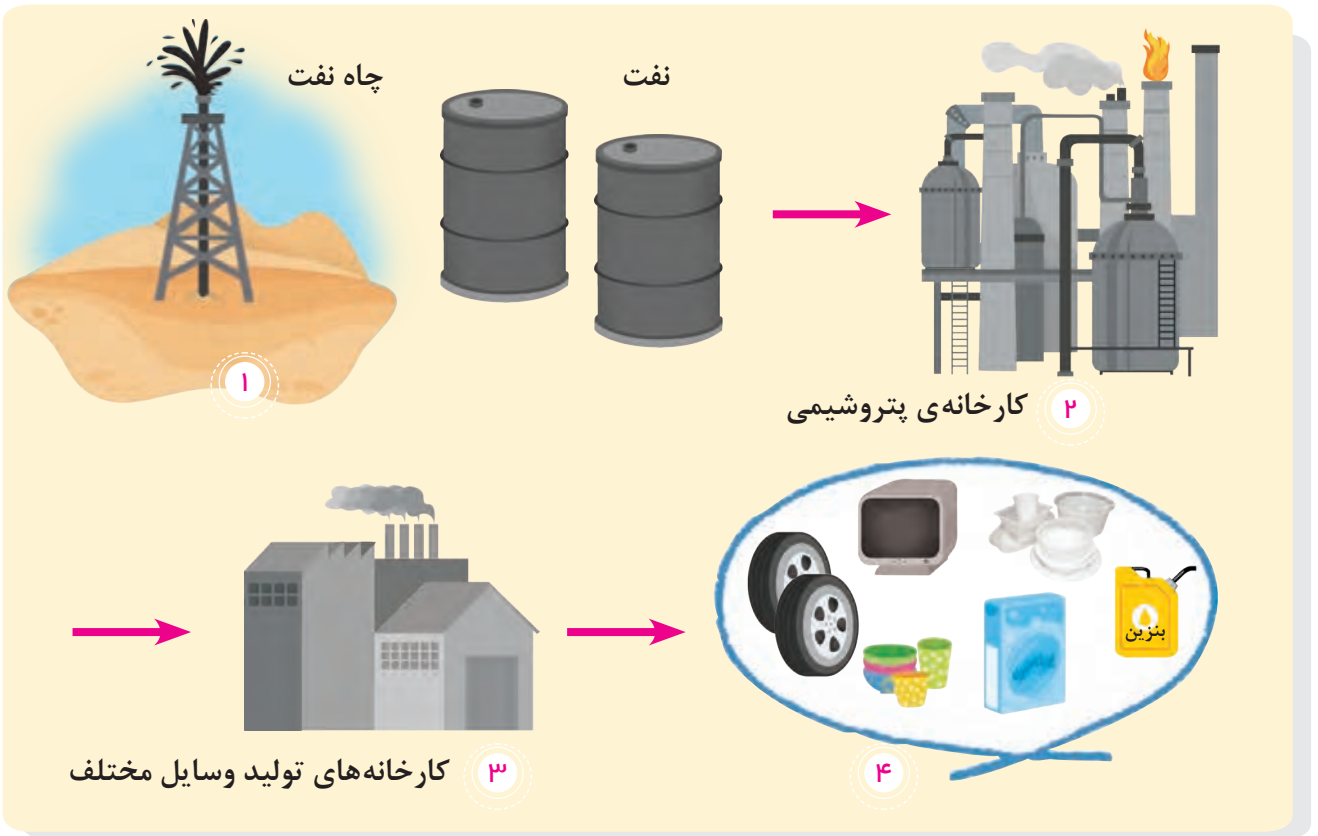 چاه نفت
نفت
۱
۲
کارخانه‌ی پتروشیمی
بنزین
۳
کارخانه‌های تولید وسایل مختلف
۴